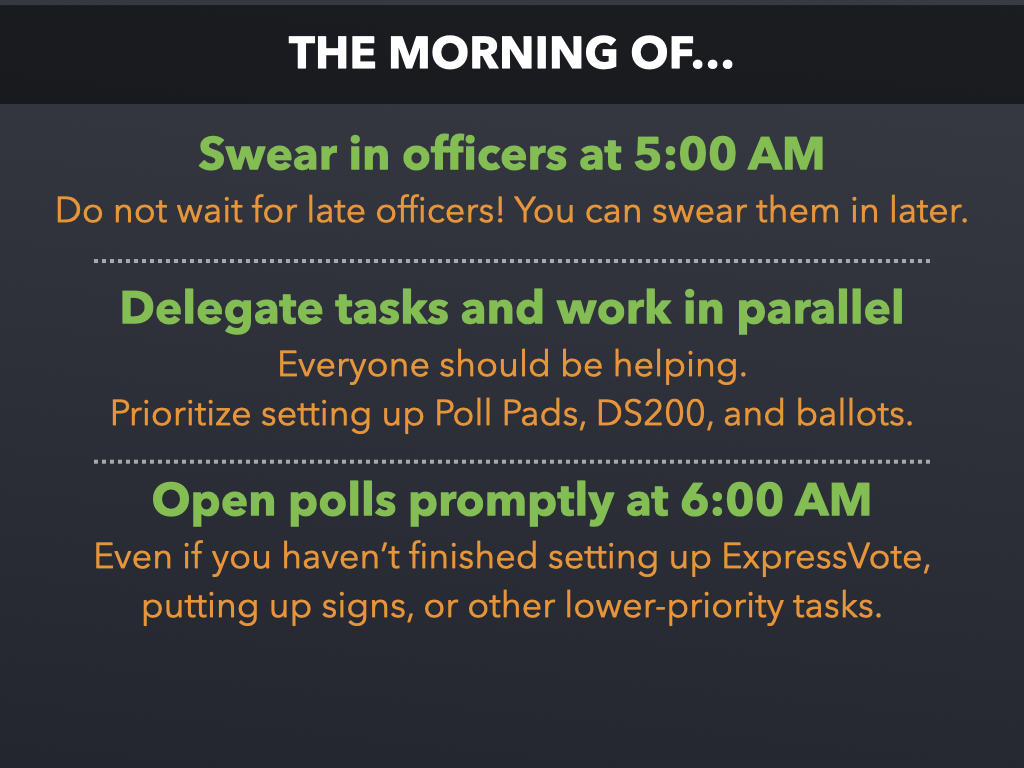 THE MORNING OF...
Swear in officers at 5:00 AM
Do not wait for late officers! You can swear them in later.
Delegate tasks and work in parallel
Everyone should be helping.
Prioritize setting up Poll Pads, DS200, and ballots.
Open polls promptly at 6:00 AM
Even if you haven’t finished setting up ExpressVote,
putting up signs, or other lower-priority tasks.